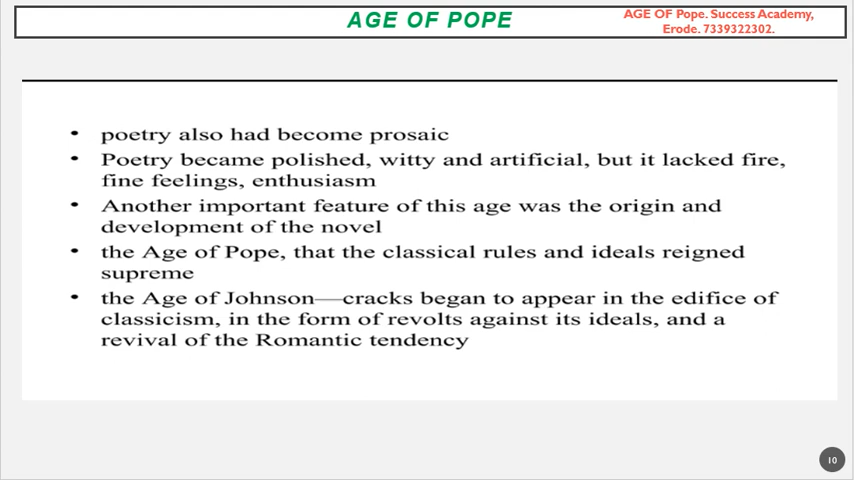 AGE OF POPE
AGE OF Pope. Success Academy,
Erode. 7339322302.
• poetry also had become prosaic
• Poetry became polished, witty and artificial, but it lacked fire,
fine feelings, enthusiasm
• Another important feature of this age was the origin and
development of the novel
• the Age of Pope, that the classical rules and ideals reigned
supreme
• the Age of Johnson—cracks began to appear in the edifice of
classicism, in the form of revolts against its ideals, and a
revival of the Romantic tendency
10